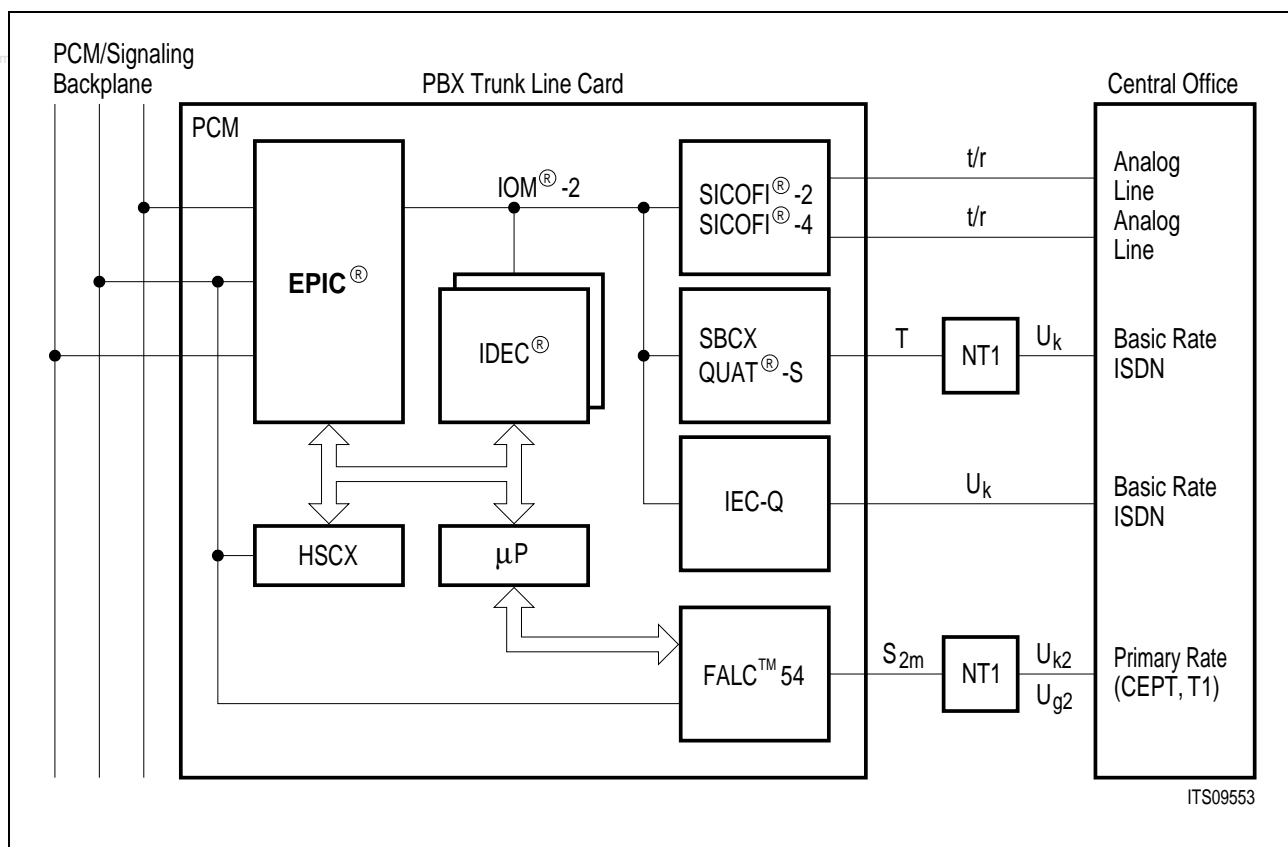 PCM/Signaling
Backplane
PBX Trunk Line Card
Central Office
PCM
EPIC®
IOM®-2
IDEC®
HSCX
µP
SICOFI®-2
SICOFI®-4
SBCX
QUAT®-S
IEC-Q
FALC™ 54
t/r
t/r
T
NT1
Uk
Uk
S2m
NT1
Uk2
Ug2
Analog
Line
Analog
Line
Basic Rate
ISDN
Basic Rate
ISDN
Primary Rate
(CEPT, T1)
ITS09553